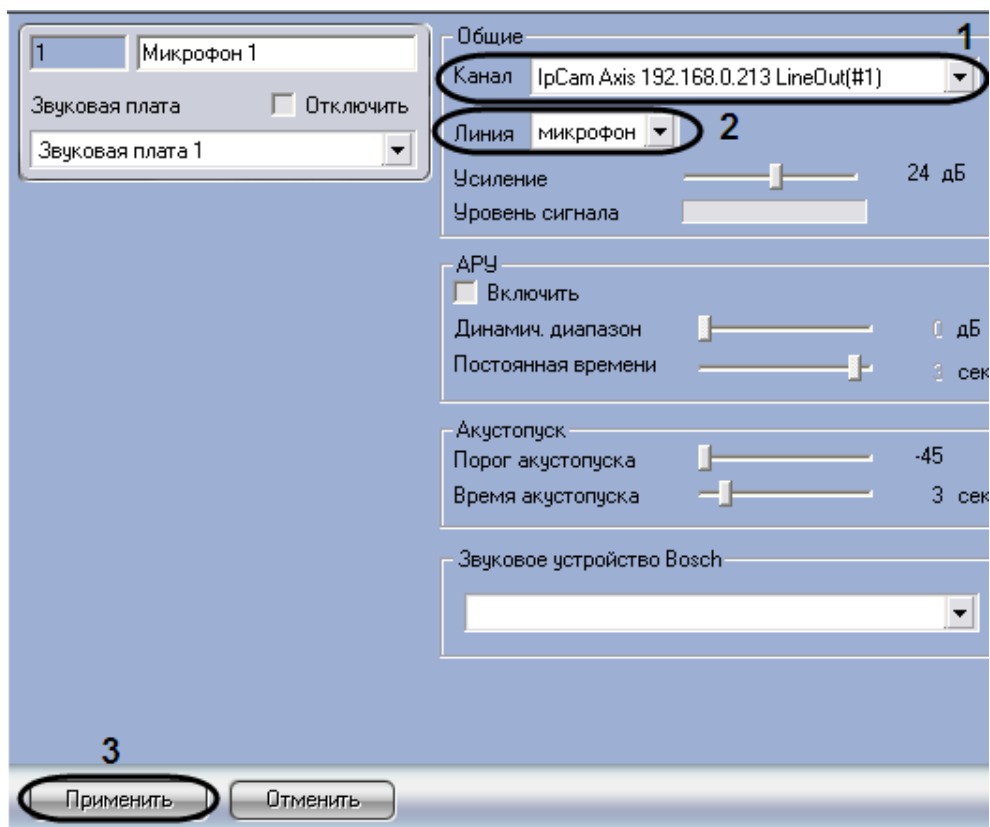 1 Микрофон 1
Звуковая плата Отключить
Звуковая плата 1
Общие
1
Канал IpCam Axis 192.168.0.213 LineOut(#1)
Линия микрофон 2
Усиление 24 дБ
Уровень сигнала
АРУ
Включить
Динамич. диапазон 0 дБ
Постоянная времени 3 сек
Акустопуск
Порог акустопуска -45
Время акустопуска 3 сек
Звуковое устройство Bosch
3
Применить Отменить